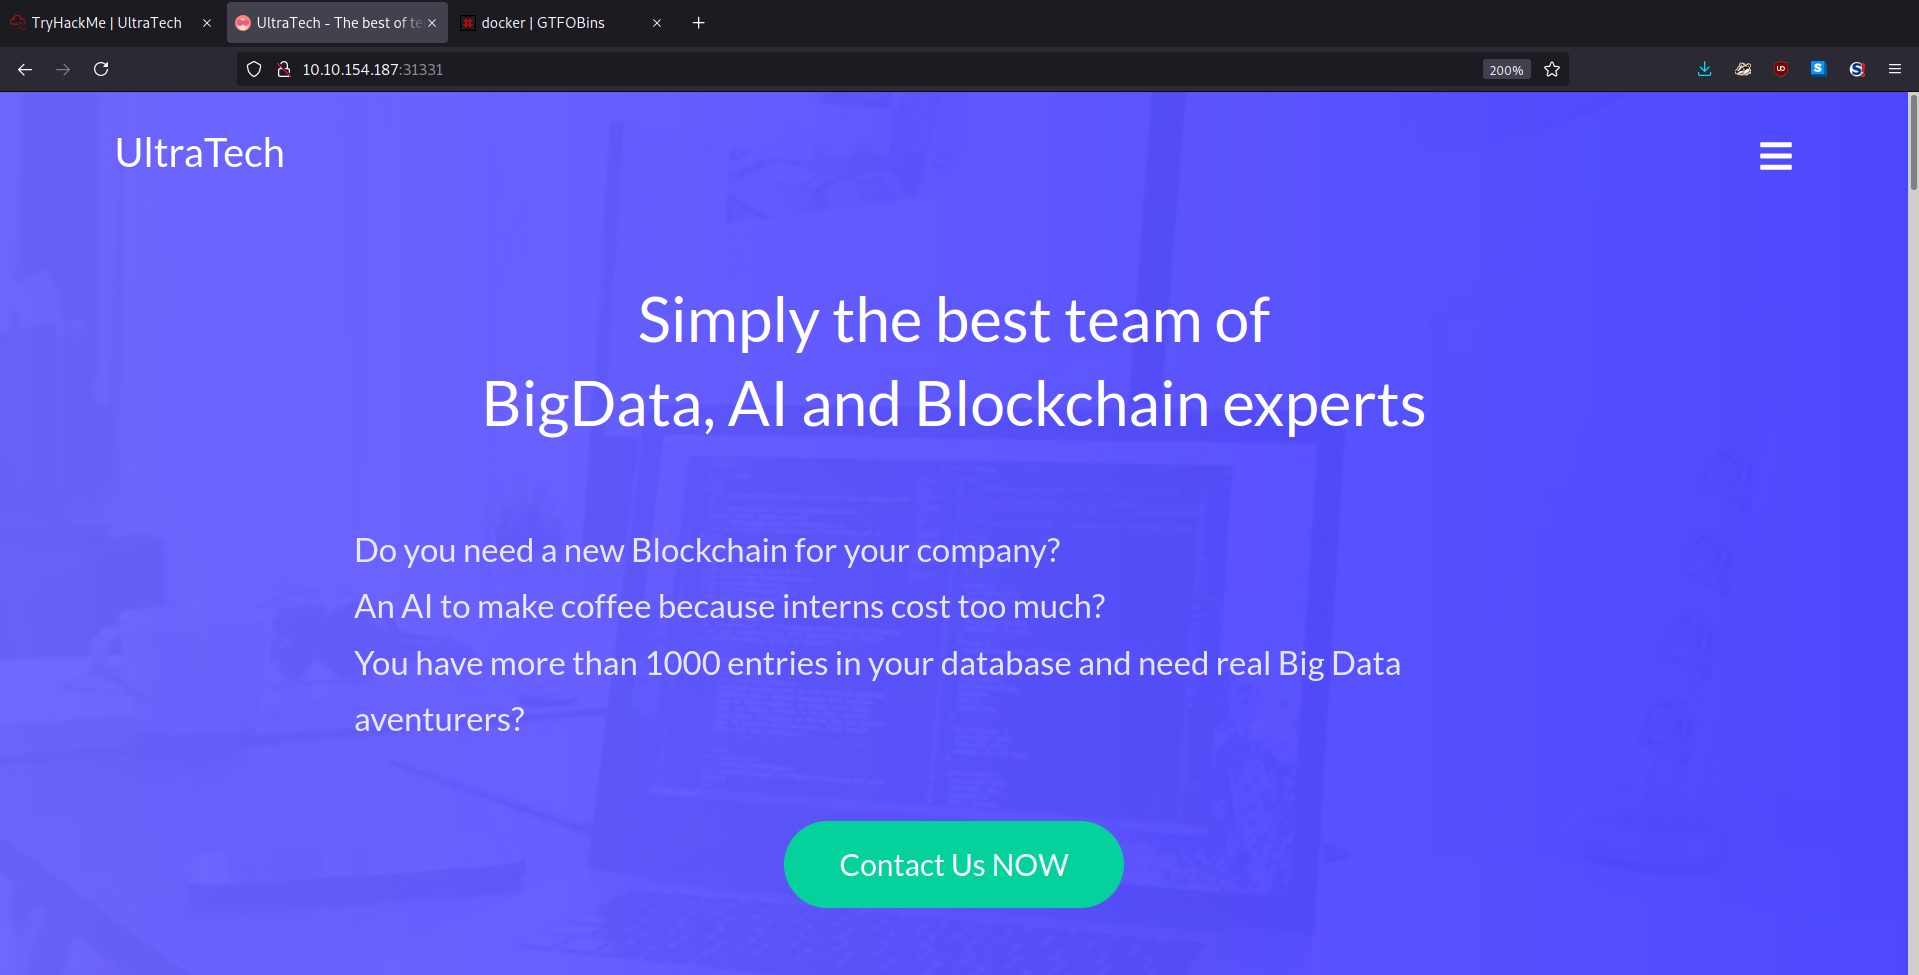 TryHackMe | UltraTech
UltraTech - The best of te
docker | GTFOBins
10.10.154.187:31331
200%
UltraTech
Simply the best team of
BigData, AI and Blockchain experts
Do you need a new Blockchain for your company?
An AI to make coffee because interns cost too much?
You have more than 1000 entries in your database and need real Big Data
aventurers?
Contact Us NOW